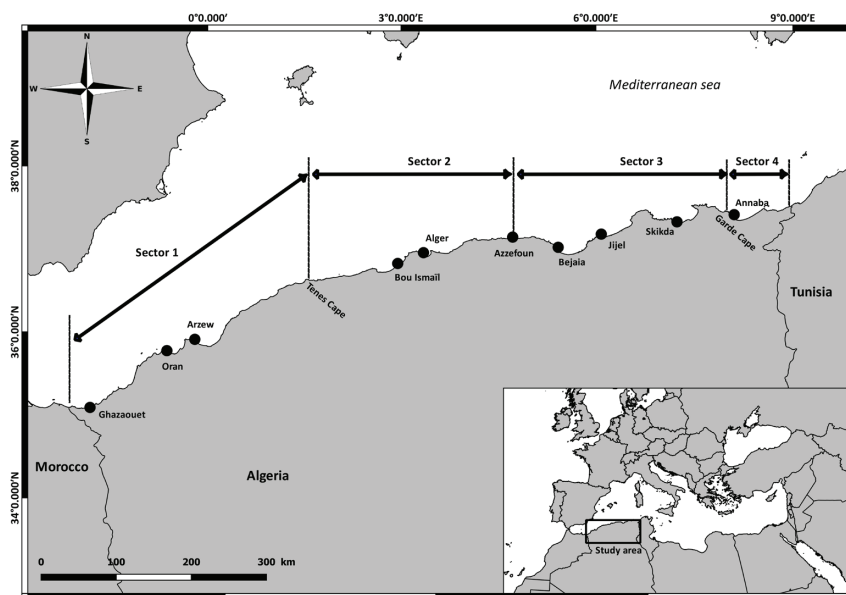 0°0.000'E 3°0.000'E 6°0.000'E 9°0.000'E
N
W E
S
Mediterranean sea
38°0.000'N
Sector 2 Sector 3 Sector 4
Annaba
Garde Cape
Sector 1
Alger
Azzefoun
Jijel
Skikda
Bejaia
Bou Ismaïl
Tenes Cape
Tunisia
36°0.000'N
Arzew
Oran
Ghazaouet
Morocco
Algeria
34°0.000'N
Study area
0 100 200 300 km